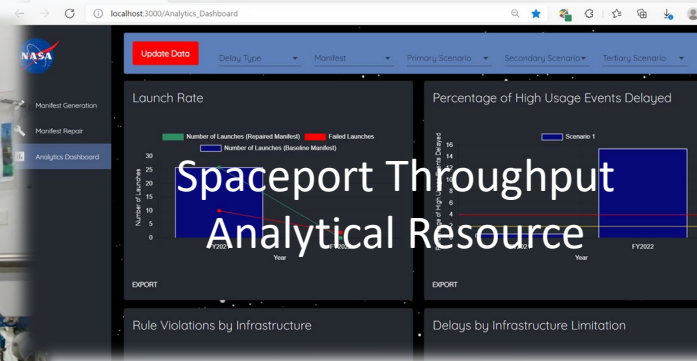 localhost:3000/Analytics_Dashboard
NASA
Update Data
Delay Type
Manifest
Primary Scenario
Secondary Scenario
Tertiary Scenario
Manifest Generation
Manifest Repair
Analytics Dashboard
Launch Rate
Number of Launches (Repaired Manifest)
Failed Launches
Number of Launches (Baseline Manifest)
Number of Launches
30
25
20
15
10
5
0
FY2022
Year
EXPORT
Percentage of High Usage Events Delayed
Scenario 1
16
14
8
6
4
2
FY2022
Year
EXPORT
Spaceport Throughput
Analytical Resource
Rule Violations by Infrastructure
Delays by Infrastructure Limitation